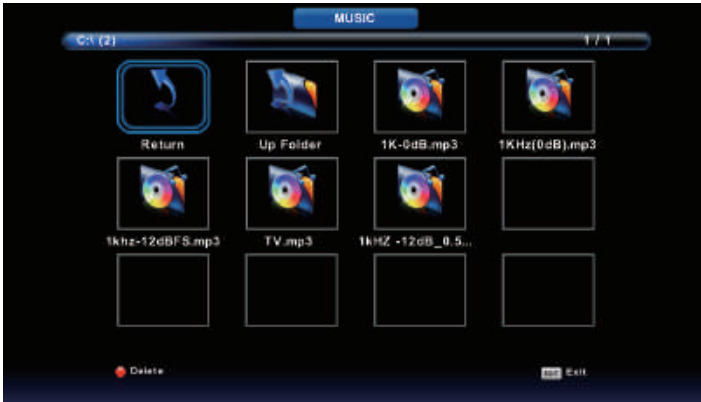 MUSIC
C:\ (2) 1 / 1
Return Up Folder 1K-0dB.mp3 1KHz(0dB).mp3
1khz-12dBFS.mp3 TV.mp3 1kHZ -12dB_0.5...
Delete Exit